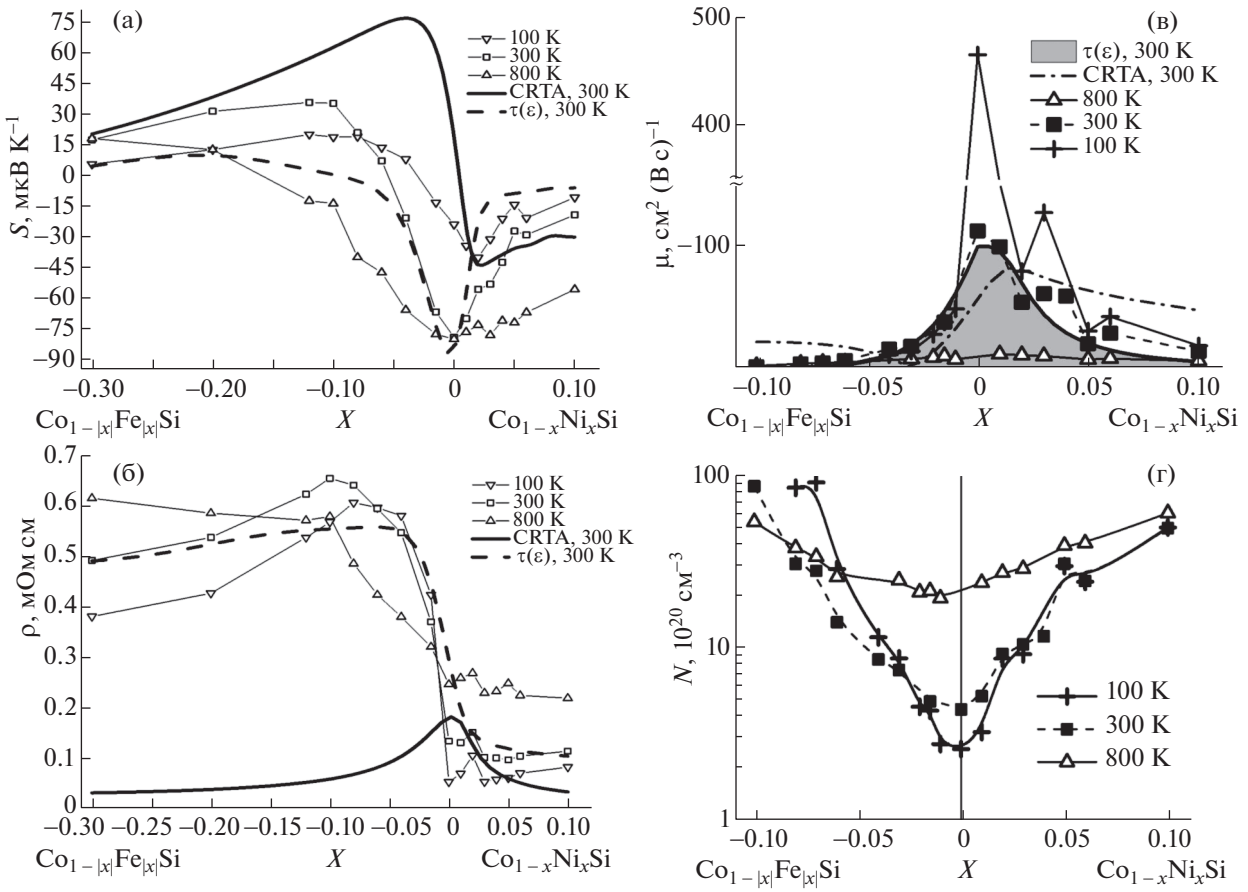 (а)
75
60
45
30
15
0
−15
−30
−45
−60
−75
−90
S, мкВ К⁻¹
100 K
300 K
800 K
CRTA, 300 K
τ(ε), 300 K
−0.30 −0.20 −0.10 0 0.10
Co₁₋|ₓ|Fe|ₓ|Si X Co₁₋ₓNiₓSi
(в)
500
400
−100
μ, см² (В с)⁻¹
τ(ε), 300 K
CRTA, 300 K
800 K
300 K
100 K
−0.10 −0.05 0 0.05 0.10
Co₁₋|ₓ|Fe|ₓ|Si X Co₁₋ₓNiₓSi
(б)
0.7
0.6
0.5
0.4
0.3
0.2
0.1
0
ρ, мОм см
100 K
300 K
800 K
CRTA, 300 K
τ(ε), 300 K
−0.30 −0.25 −0.20 −0.15 −0.10 −0.05 0 0.05 0.10
Co₁₋|ₓ|Fe|ₓ|Si X Co₁₋ₓNiₓSi
(г)
100
10
1
N, 10²⁰ см⁻³
100 K
300 K
800 K
−0.10 −0.05 0 0.05 0.10
Co₁₋|ₓ|Fe|ₓ|Si X Co₁₋ₓNiₓSi